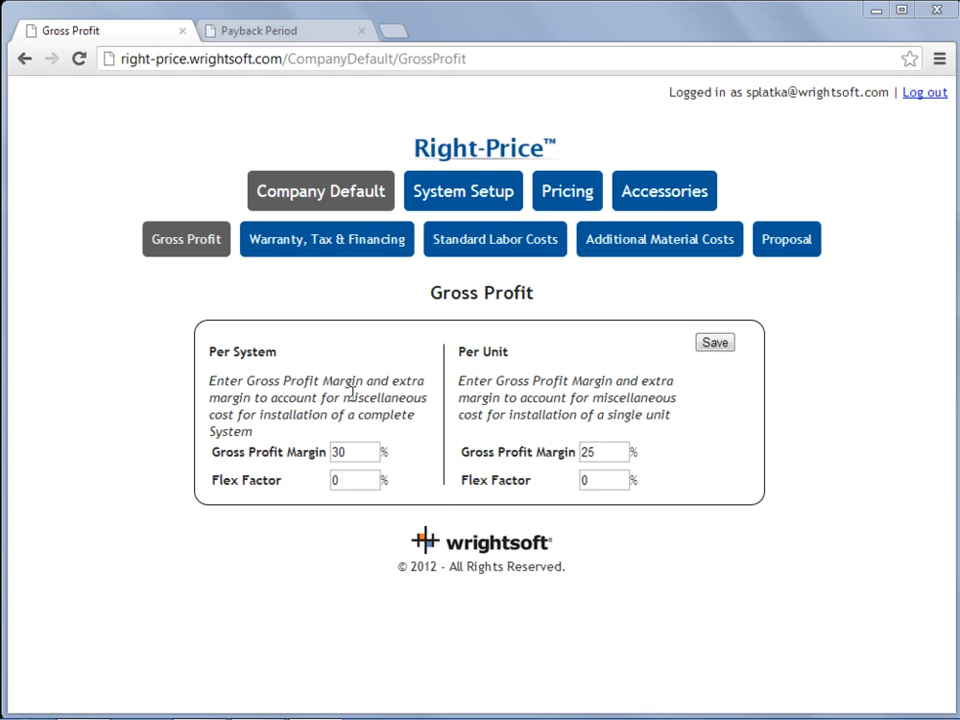 Gross Profit
Payback Period
right-price.wrightsoft.com/CompanyDefault/GrossProfit
Logged in as splatka@wrightsoft.com | Log out
Right-Price™
Company Default
System Setup
Pricing
Accessories
Gross Profit
Warranty, Tax & Financing
Standard Labor Costs
Additional Material Costs
Proposal
Gross Profit
Per System
Enter Gross Profit Margin and extra
margin to account for miscellaneous
cost for installation of a complete
System
Gross Profit Margin 30 %
Flex Factor 0 %
Per Unit
Save
Enter Gross Profit Margin and extra
margin to account for miscellaneous
cost for installation of a single unit
Gross Profit Margin 25 %
Flex Factor 0 %
wrightsoft®
© 2012 - All Rights Reserved.